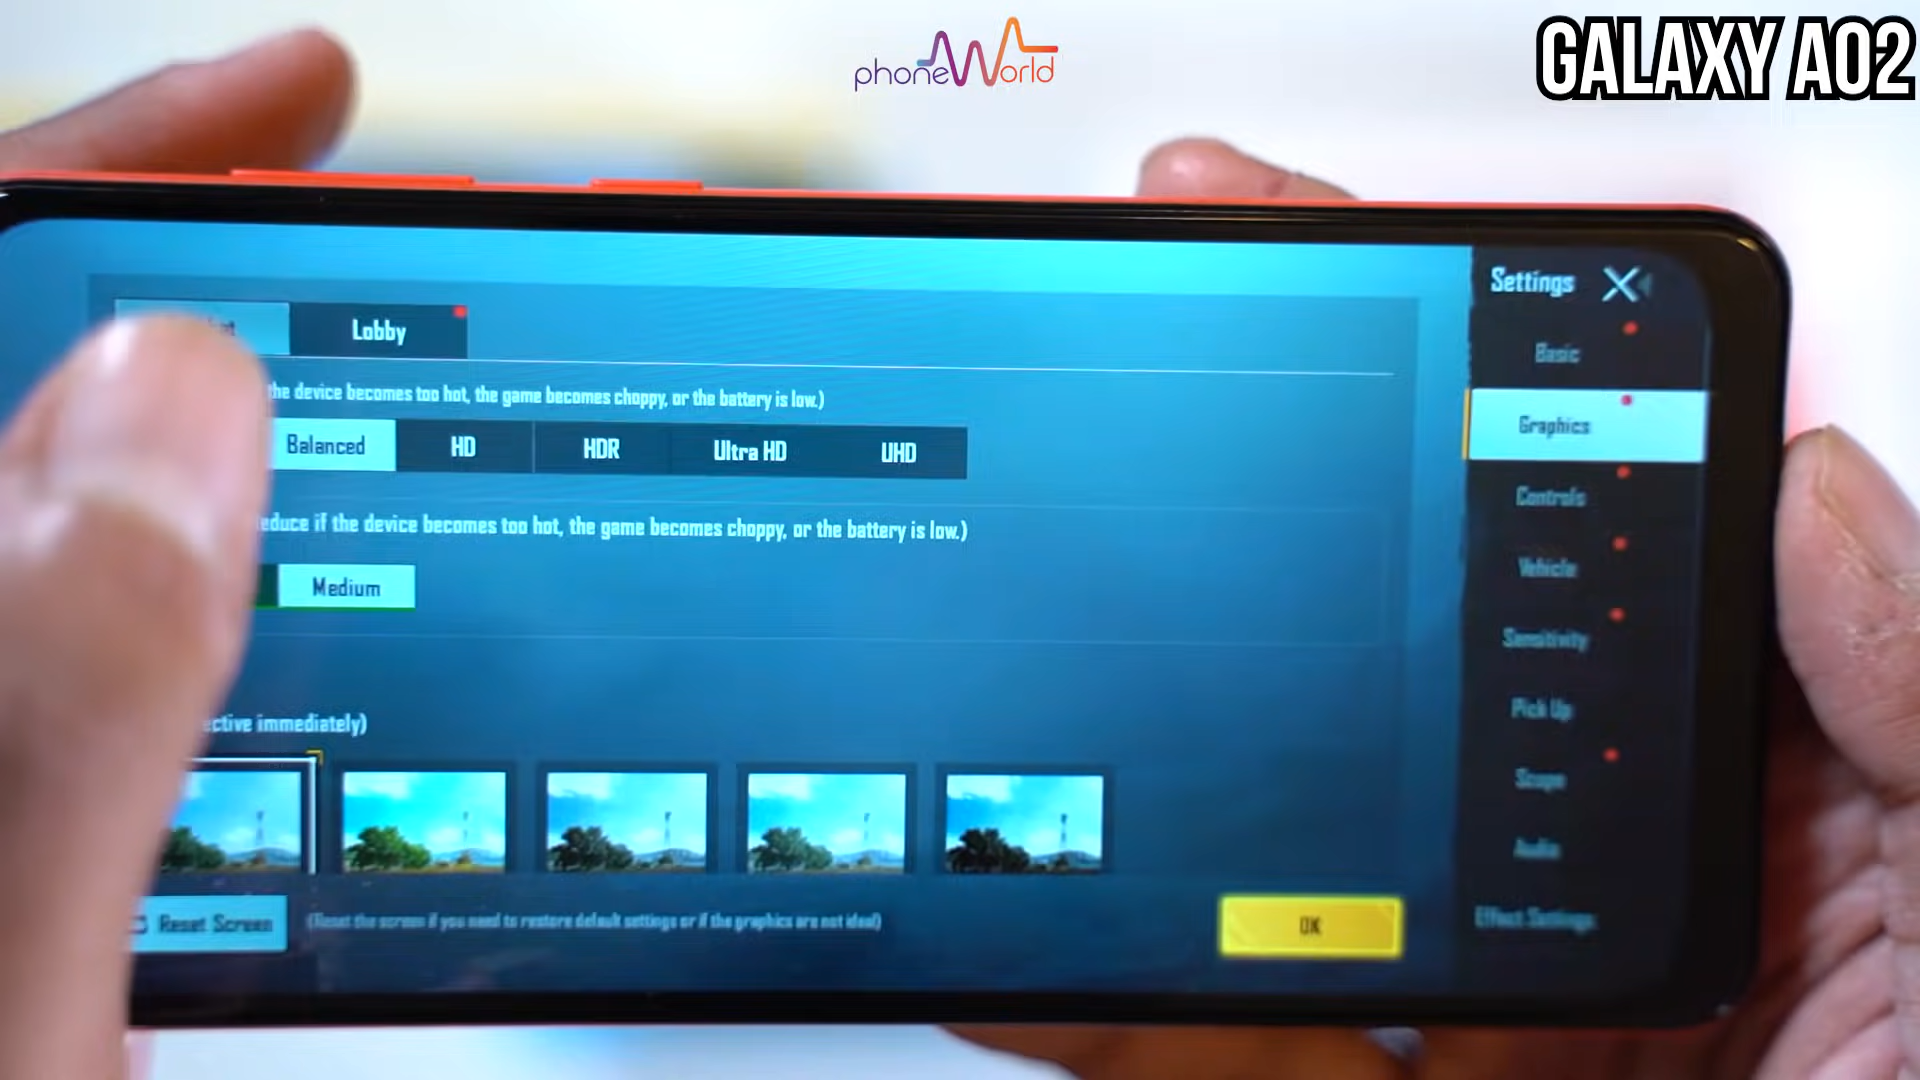 phoneWorld
GALAXY A02
Settings
Lobby
Basic
the device becomes too hot, the game becomes choppy, or the battery is low.)
Balanced
HD
HDR
Ultra HD
UHD
Graphics
Controls
educe if the device becomes too hot, the game becomes choppy, or the battery is low.)
Medium
Vehicle
Sensitivity
Pick Up
ective immediately)
Scope
Audio
Reset Screen
(Reset the screen if you need to restore default settings or if the graphics are not ideal)
OK
Effect Settings